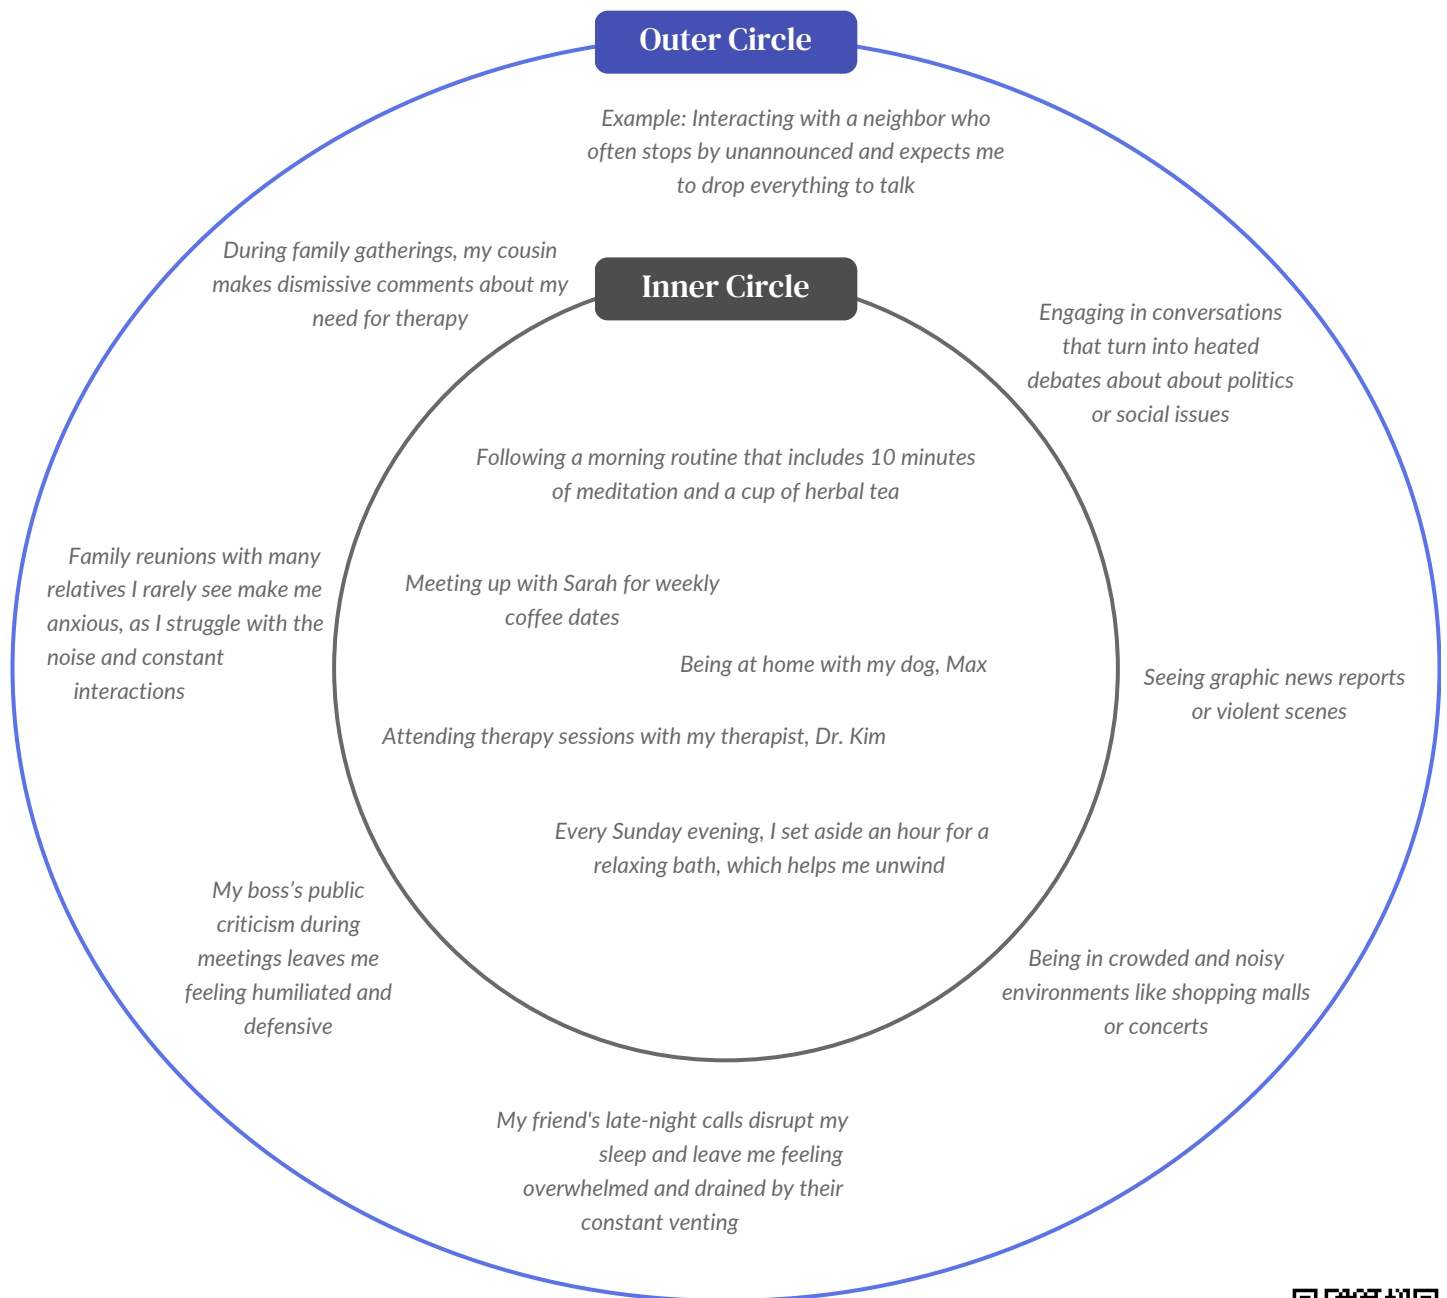 Outer Circle
Example: Interacting with a neighbor who
often stops by unannounced and expects me
to drop everything to talk
During family gatherings, my cousin
makes dismissive comments about my
need for therapy
Inner Circle
Engaging in conversations
that turn into heated
debates about about politics
or social issues
Following a morning routine that includes 10 minutes
of meditation and a cup of herbal tea
Family reunions with many
relatives I rarely see make me
anxious, as I struggle with the
noise and constant
interactions
Meeting up with Sarah for weekly
coffee dates
Being at home with my dog, Max
Seeing graphic news reports
or violent scenes
Attending therapy sessions with my therapist, Dr. Kim
Every Sunday evening, I set aside an hour for a
relaxing bath, which helps me unwind
My boss’s public
criticism during
meetings leaves me
feeling humiliated and
defensive
Being in crowded and noisy
environments like shopping malls
or concerts
My friend's late-night calls disrupt my
sleep and leave me feeling
overwhelmed and drained by their
constant venting